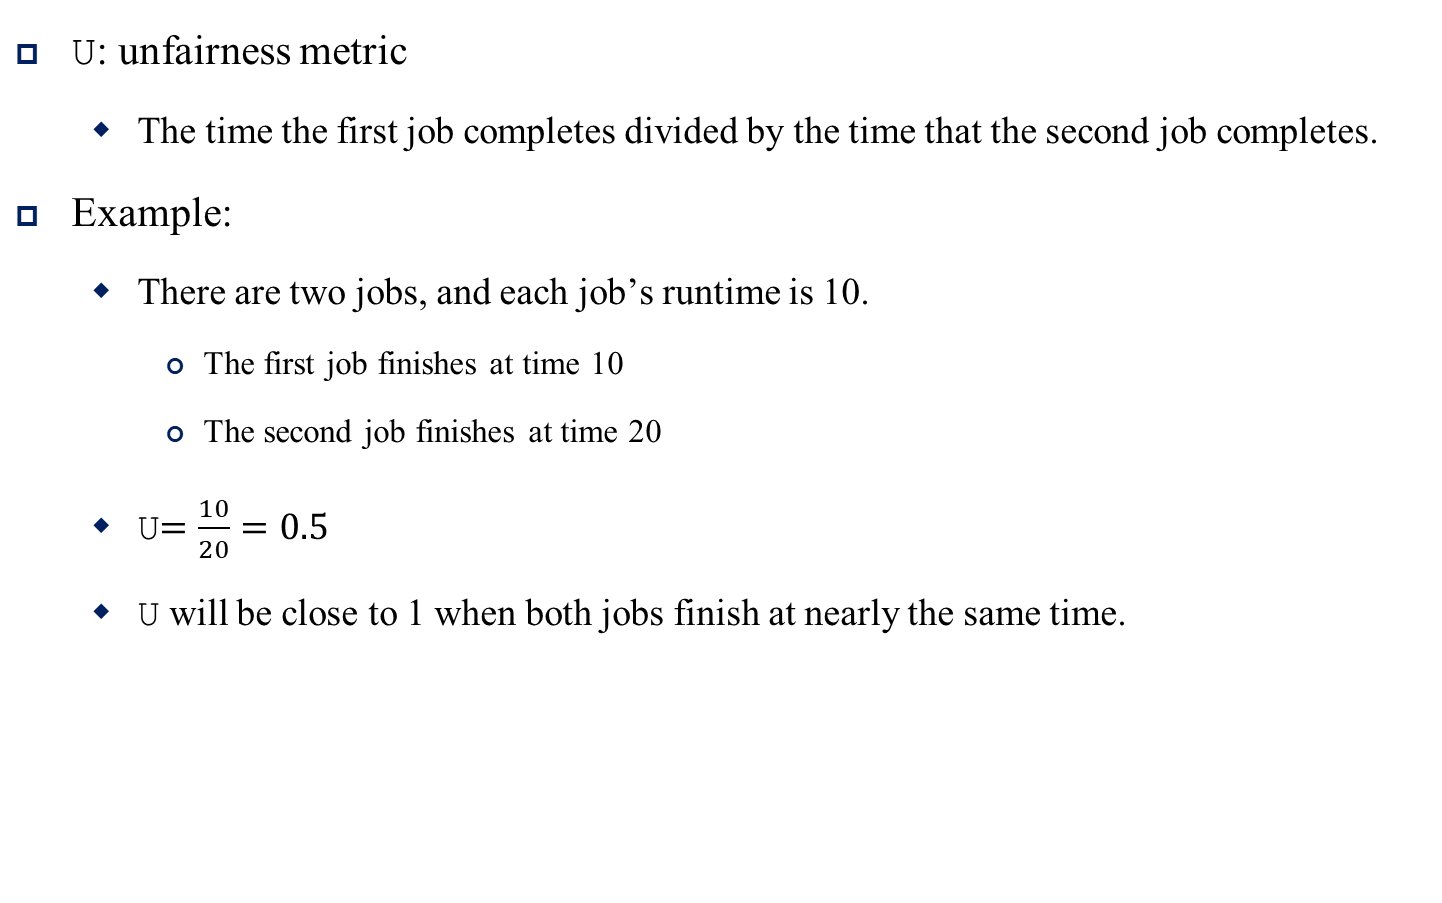 U: unfairness metric
The time the first job completes divided by the time that the second job completes.
Example:
There are two jobs, and each job’s runtime is 10.
The first job finishes at time 10
The second job finishes at time 20
U= 10/20 = 0.5
U will be close to 1 when both jobs finish at nearly the same time.